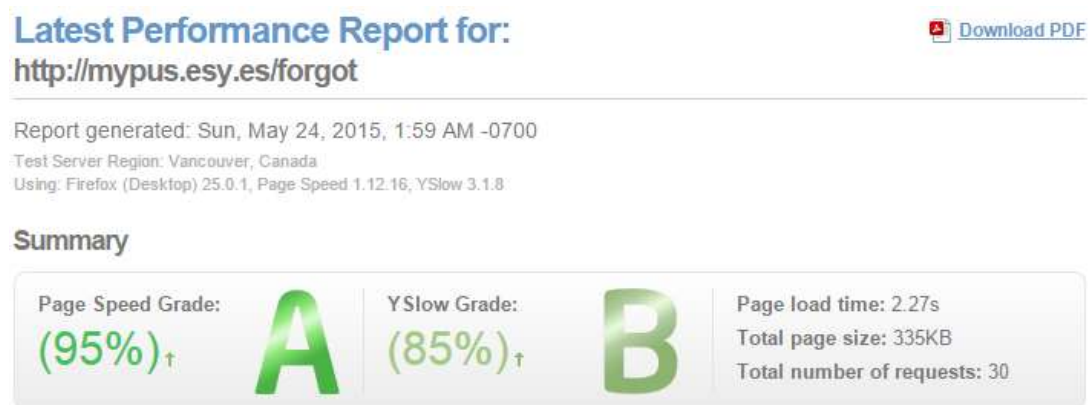 Latest Performance Report for:
Download PDF
http://mypus.esy.es/forgot
Report generated: Sun, May 24, 2015, 1:59 AM -0700
Test Server Region: Vancouver, Canada
Using: Firefox (Desktop) 25.0.1, Page Speed 1.12.16, YSlow 3.1.8
Summary
Page Speed Grade:
(95%)↑
A
YSlow Grade:
(85%)↑
B
Page load time: 2.27s
Total page size: 335KB
Total number of requests: 30